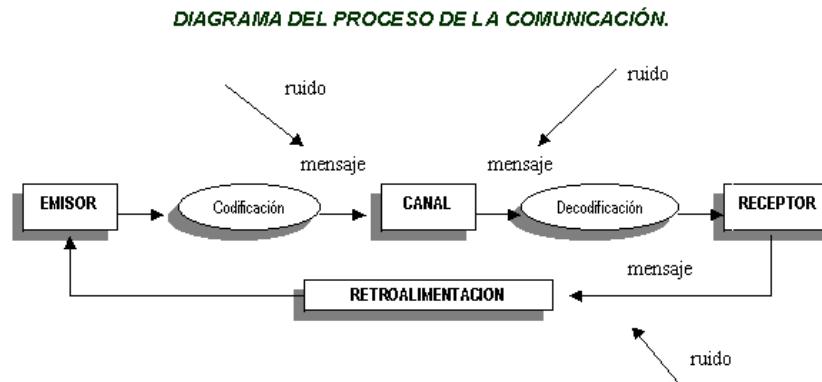 DIAGRAMA DEL PROCESO DE LA COMUNICACIÓN.
ruido
ruido
mensaje
mensaje
EMISOR
Codificación
CANAL
Decodificación
RECEPTOR
mensaje
RETROALIMENTACION
ruido